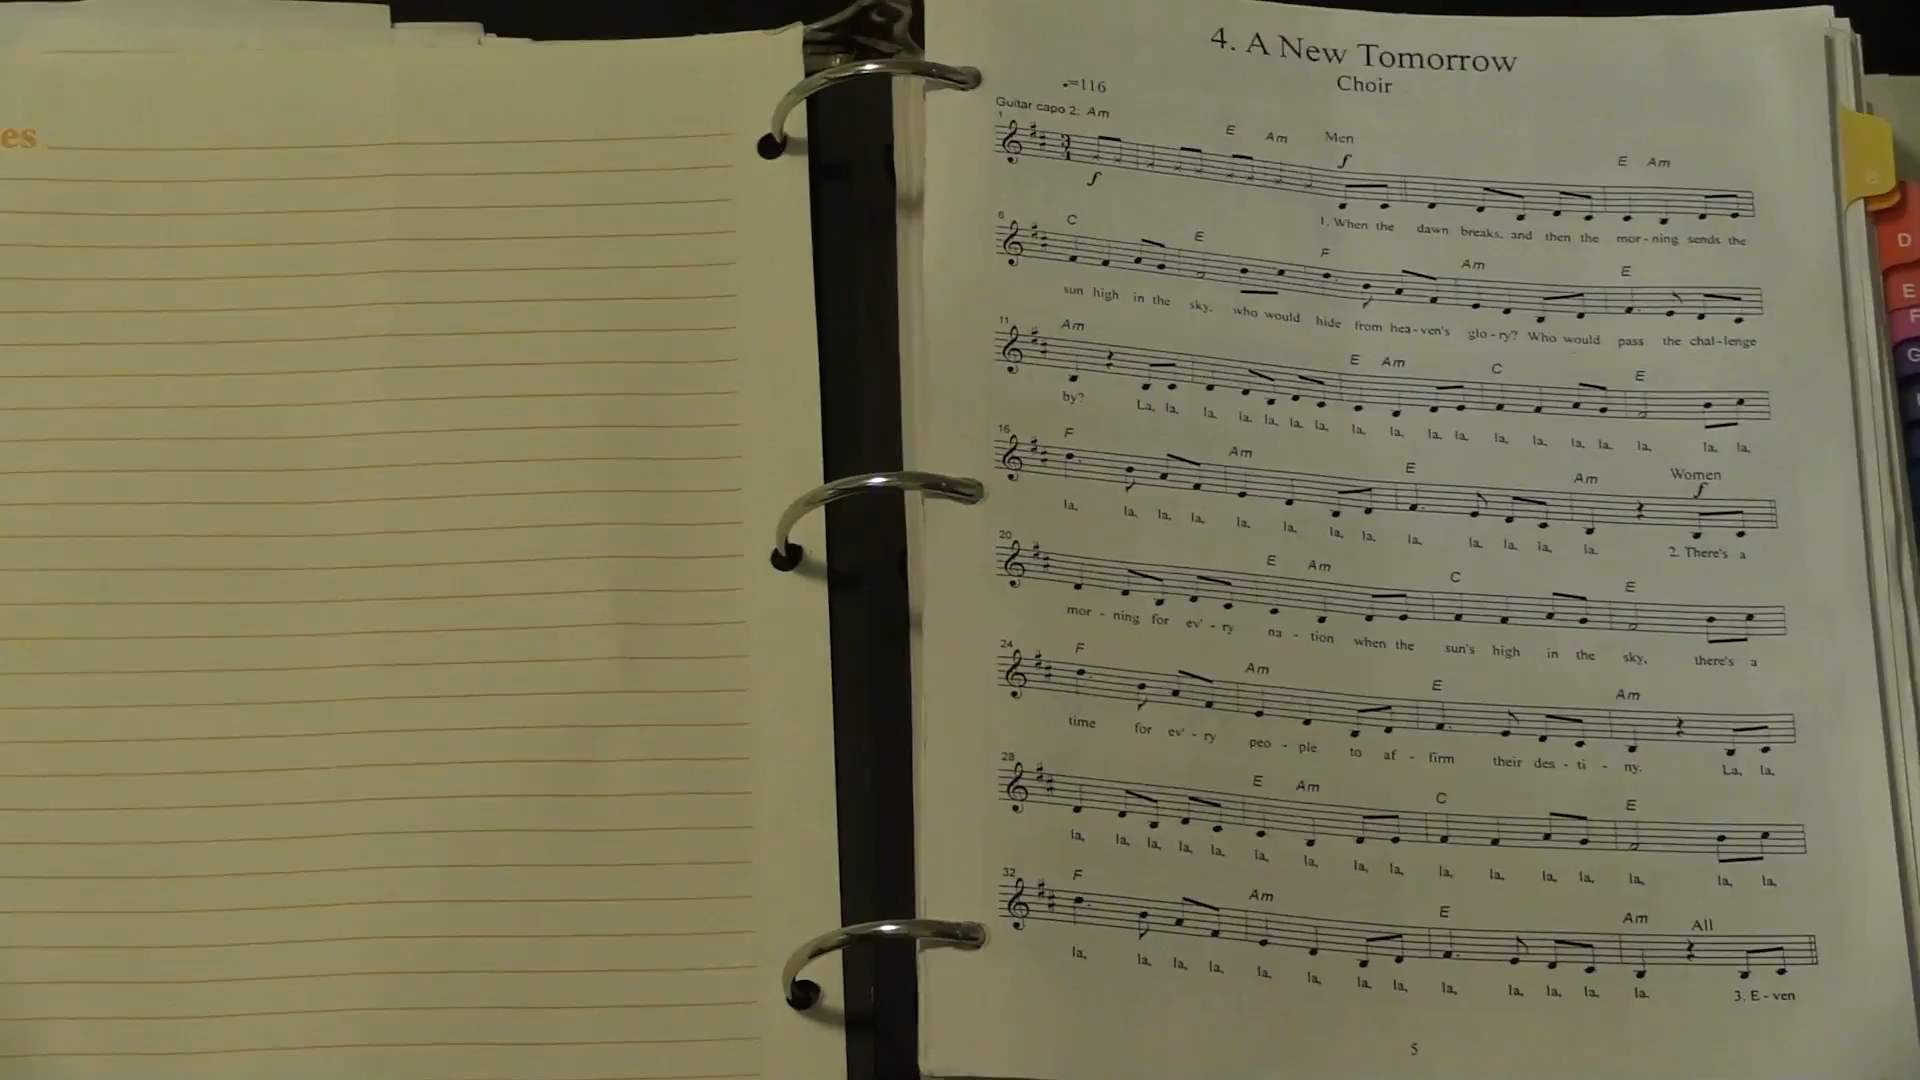 es
4. A New Tomorrow
Choir
=116
Guitar capo 2: Am E Am Men E Am
1
f f
1. When the dawn breaks, and then the mor - ning sends the
6
C E F Am E
sun high in the sky, who would hide from hea - ven's glo - ry? Who would pass the chal - lenge
11
Am E Am C E
by? La, la, la, la, la, la, la, la, la, la, la, la, la, la, la, la, la, la,
16
F Am E Am Women
f
la, la, la, la, la, la, la, la, la, la, la, la, la. 2. There's a
20
E Am C E
mor - ning for ev' - ry na - tion when the sun's high in the sky, there's a
24
F Am E Am
time for ev' - ry peo - ple to af - firm their des - ti - ny. La, la,
28
E Am C E
la, la, la, la, la, la, la, la, la, la, la, la, la, la, la, la,
32
F Am E Am All
la, la, la, la, la, la, la, la, la, la, la, la, la. 3. E - ven
5
D
E
F
G